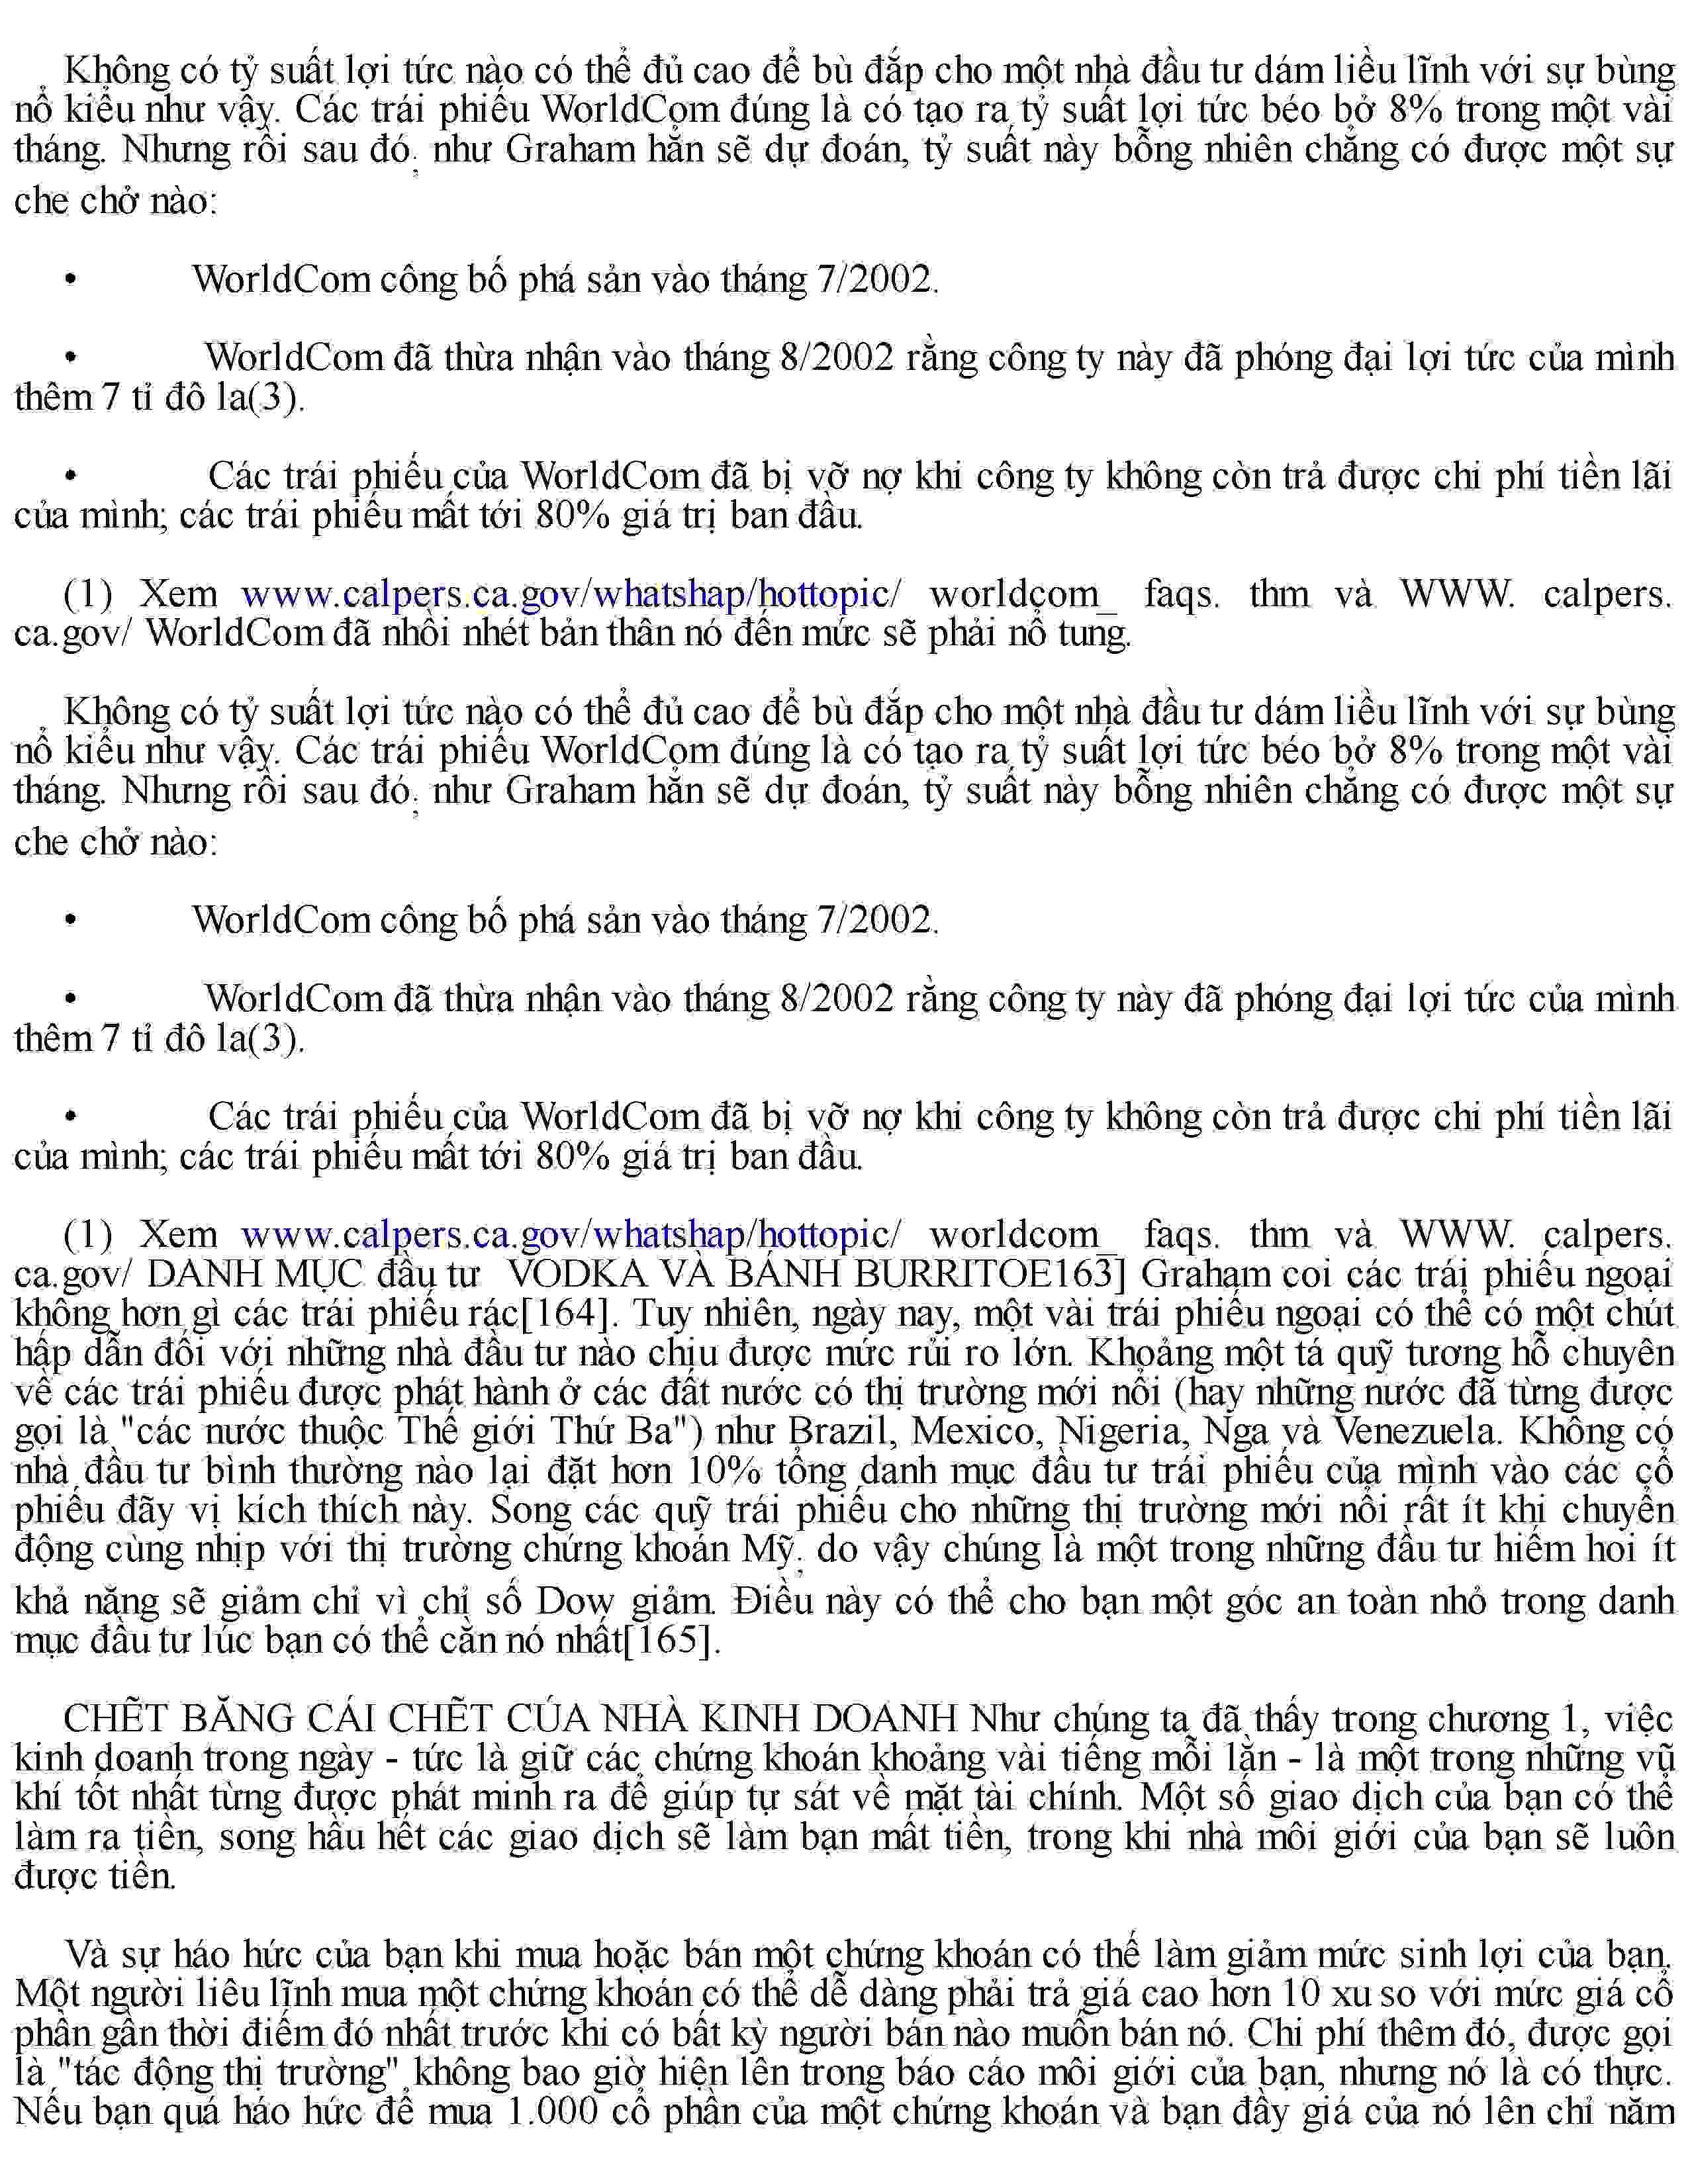 Không có tỷ suất lợi tức nào có thể đủ cao để bù đắp cho một nhà đầu tư dám liều lĩnh với sự bùng
nổ kiểu như vậy. Các trái phiếu WorldCom đúng là có tạo ra tỷ suất lợi tức béo bở 8% trong một vài
tháng. Nhưng rồi sau đó, như Graham hẳn sẽ dự đoán, tỷ suất này bỗng nhiên chẳng có được một sự
che chở nào:
• WorldCom công bố phá sản vào tháng 7/2002.
• WorldCom đã thừa nhận vào tháng 8/2002 rằng công ty này đã phóng đại lợi tức của mình
thêm 7 tỉ đô la(3).
• Các trái phiếu của WorldCom đã bị vỡ nợ khi công ty không còn trả được chi phí tiền lãi
của mình; các trái phiếu mất tới 80% giá trị ban đầu.
(1) Xem www.calpers.ca.gov/whatshap/hottopic/ worldcom_ faqs. thm và WWW. calpers.
ca.gov/ WorldCom đã nhồi nhét bản thân nó đến mức sẽ phải nổ tung.
Không có tỷ suất lợi tức nào có thể đủ cao để bù đắp cho một nhà đầu tư dám liều lĩnh với sự bùng
nổ kiểu như vậy. Các trái phiếu WorldCom đúng là có tạo ra tỷ suất lợi tức béo bở 8% trong một vài
tháng. Nhưng rồi sau đó, như Graham hẳn sẽ dự đoán, tỷ suất này bỗng nhiên chẳng có được một sự
che chở nào:
• WorldCom công bố phá sản vào tháng 7/2002.
• WorldCom đã thừa nhận vào tháng 8/2002 rằng công ty này đã phóng đại lợi tức của mình
thêm 7 tỉ đô la(3).
• Các trái phiếu của WorldCom đã bị vỡ nợ khi công ty không còn trả được chi phí tiền lãi
của mình; các trái phiếu mất tới 80% giá trị ban đầu.
(1) Xem www.calpers.ca.gov/whatshap/hottopic/ worldcom_ faqs. thm và WWW. calpers.
ca.gov/ DANH MỤC đầu tư VODKA VÀ BÁNH BURRITOE163] Graham coi các trái phiếu ngoại
không hơn gì các trái phiếu rác[164]. Tuy nhiên, ngày nay, một vài trái phiếu ngoại có thể có một chút
hấp dẫn đối với những nhà đầu tư nào chịu được mức rủi ro lớn. Khoảng một tá quỹ tương hỗ chuyên
về các trái phiếu được phát hành ở các đất nước có thị trường mới nổi (hay những nước đã từng được
gọi là "các nước thuộc Thế giới Thứ Ba") như Brazil, Mexico, Nigeria, Nga và Venezuela. Không có
nhà đầu tư bình thường nào lại đặt hơn 10% tổng danh mục đầu tư trái phiếu của mình vào các cổ
phiếu đãy vị kích thích này. Song các quỹ trái phiếu cho những thị trường mới nổi rất ít khi chuyển
động cùng nhịp với thị trường chứng khoán Mỹ, do vậy chúng là một trong những đầu tư hiếm hoi ít
khả năng sẽ giảm chỉ vì chỉ số Dow giảm. Điều này có thể cho bạn một góc an toàn nhỏ trong danh
mục đầu tư lúc bạn có thể cần nó nhất[165].
CHẼT BĂNG CÁI CHẼT CÚA NHÀ KINH DOANH Như chúng ta đã thấy trong chương 1, việc
kinh doanh trong ngày - tức là giữ các chứng khoán khoảng vài tiếng mỗi lần - là một trong những vũ
khí tốt nhất từng được phát minh ra để giúp tự sát về mặt tài chính. Một số giao dịch của bạn có thể
làm ra tiền, song hầu hết các giao dịch sẽ làm bạn mất tiền, trong khi nhà môi giới của bạn sẽ luôn
được tiền.
Và sự háo hức của bạn khi mua hoặc bán một chứng khoán có thể làm giảm mức sinh lợi của bạn.
Một người liêu lĩnh mua một chứng khoán có thể dễ dàng phải trả giá cao hơn 10 xu so với mức giá cổ
phần gần thời điểm đó nhất trước khi có bất kỳ người bán nào muốn bán nó. Chi phí thêm đó, được gọi
là "tác động thị trường" không bao giờ hiện lên trong báo cáo môi giới của bạn, nhưng nó là có thực.
Nếu bạn quá háo hức để mua 1.000 cổ phần của một chứng khoán và bạn đẩy giá của nó lên chỉ năm